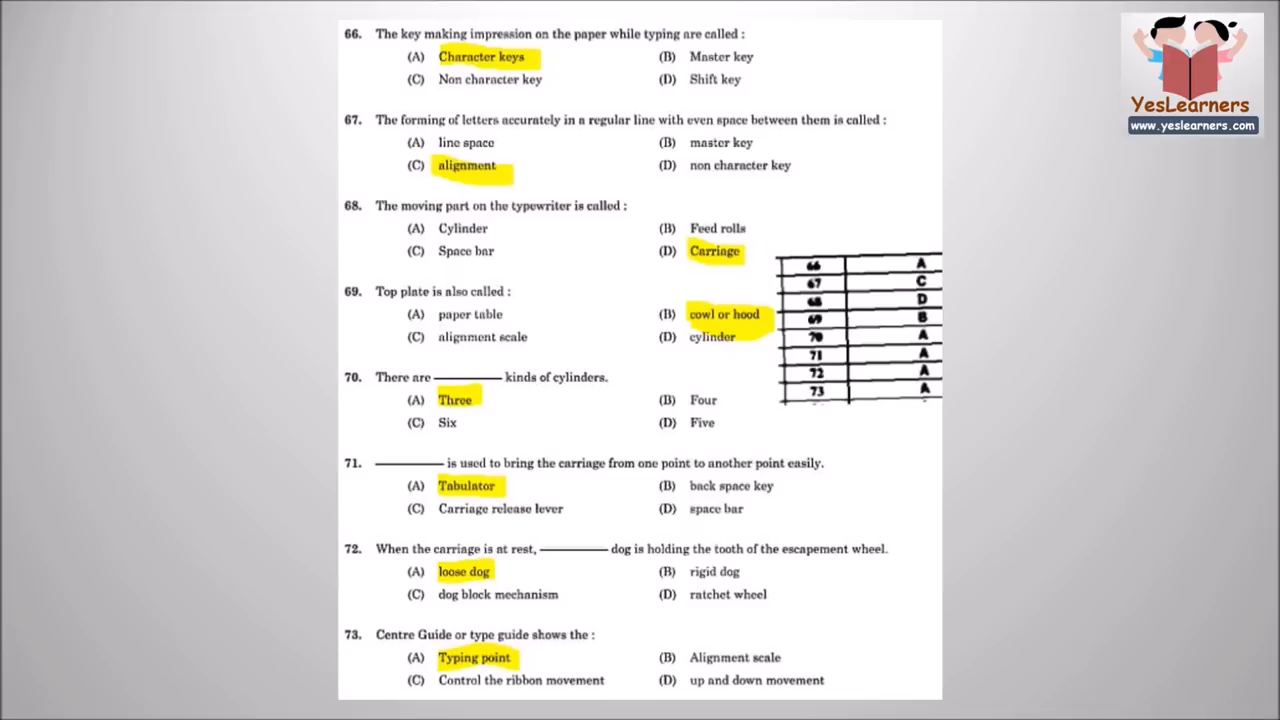 66. The key making impression on the paper while typing are called :
(A) Character keys (B) Master key
(C) Non character key (D) Shift key
67. The forming of letters accurately in a regular line with even space between them is called :
(A) line space (B) master key
(C) alignment (D) non character key
68. The moving part on the typewriter is called :
(A) Cylinder (B) Feed rolls
(C) Space bar (D) Carriage
69. Top plate is also called :
(A) paper table (B) cowl or hood
(C) alignment scale (D) cylinder
70. There are ———— kinds of cylinders.
(A) Three (B) Four
(C) Six (D) Five
71. ———— is used to bring the carriage from one point to another point easily.
(A) Tabulator (B) back space key
(C) Carriage release lever (D) space bar
72. When the carriage is at rest, ———— dog is holding the tooth of the escapement wheel.
(A) loose dog (B) rigid dog
(C) dog block mechanism (D) ratchet wheel
73. Centre Guide or type guide shows the :
(A) Typing point (B) Alignment scale
(C) Control the ribbon movement (D) up and down movement
66 A
67 C
68 D
69 B
70 A
71 A
72 A
73 A
YesLearners
www.yeslearners.com